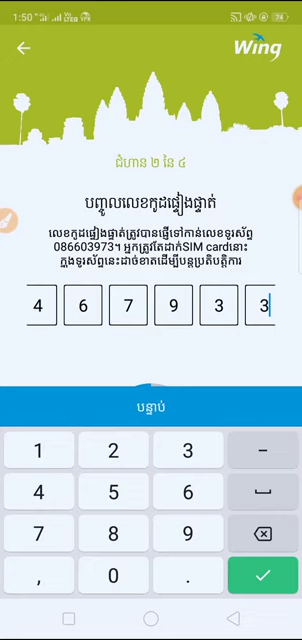 1:50
VoLTE
VPN
74
Wing
ជំហាន ២ នៃ ៤
បញ្ចូលលេខកូដផ្ទៀងផ្ទាត់
លេខកូដផ្ទៀងផ្ទាត់ត្រូវបានផ្ញើទៅកាន់លេខទូរស័ព្ទ
086603973។ អ្នកត្រូវតែដាក់SIM cardនោះ
ក្នុងទូរស័ព្ទនេះដាច់ខាតដើម្បីបន្តប្រតិបត្តិការ
4 6 7 9 3 3
បន្ទាប់
1 2 3 –
4 5 6
7 8 9
, 0 .